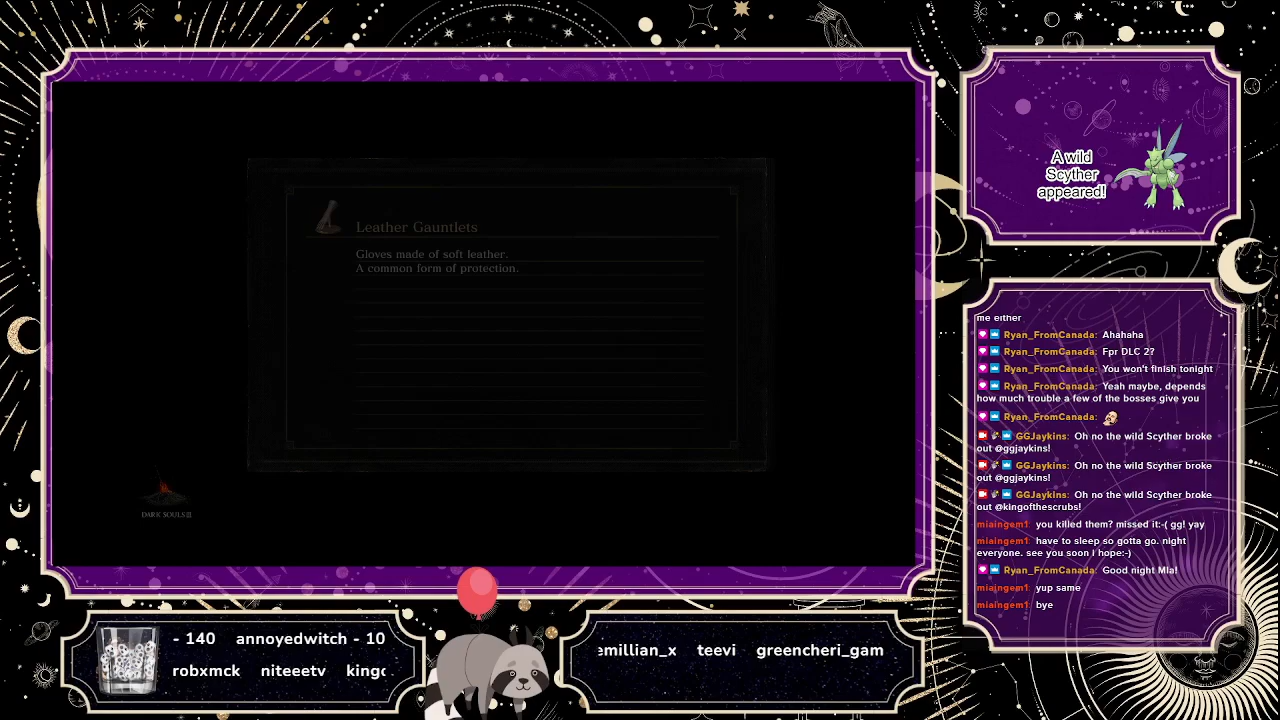 A wild
Scyther
appeared!
Leather Gauntlets
Gloves made of soft leather.
A common form of protection.
DARK SOULS III
me either
Ryan_FromCanada: Ahahaha
Ryan_FromCanada: Fpr DLC 2?
Ryan_FromCanada: You won't finish tonight
Ryan_FromCanada: Yeah maybe, depends
how much trouble a few of the bosses give you
Ryan_FromCanada:
GGJaykins: Oh no the wild Scyther broke
out @ggjaykins!
GGJaykins: Oh no the wild Scyther broke
out @ggjaykins!
GGJaykins: Oh no the wild Scyther broke
out @kingofthescrubs!
miaingem1: you killed them? missed it:-( gg! yay
miaingem1: have to sleep so gotta go. night
everyone. see you soon I hope:-)
Ryan_FromCanada: Good night MIa!
miaingem1: yup same
miaingem1: bye
- 140 annoyedwitch - 10
robxmck niteeetv kingo
emillian_x teevi greencheri_gam